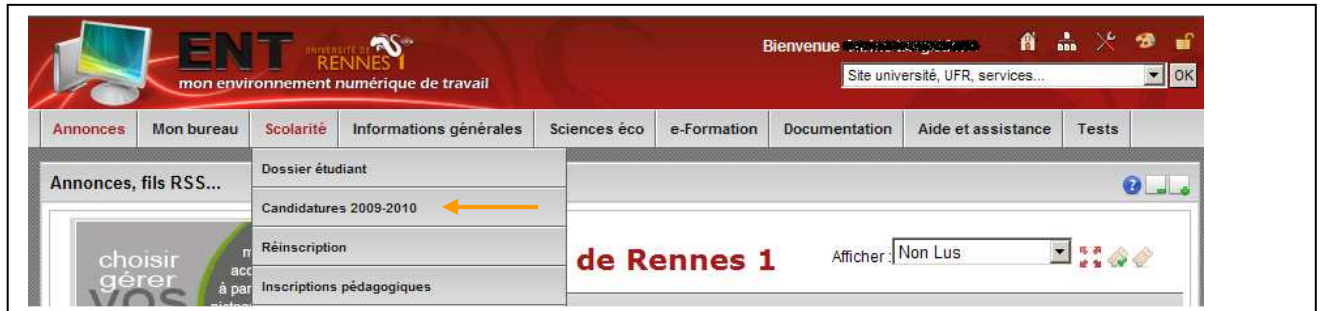 ENT UNIVERSITÉ DE RENNES 1
mon environnement numérique de travail
Bienvenue
Site université, UFR, services... OK
Annonces Mon bureau Scolarité Informations générales Sciences éco e-Formation Documentation Aide et assistance Tests
Annonces, fils RSS...
Dossier étudiant
Candidatures 2009-2010
Réinscription
Inscriptions pédagogiques
choisir
gérer
vos
à par
de Rennes 1
Afficher : Non Lus